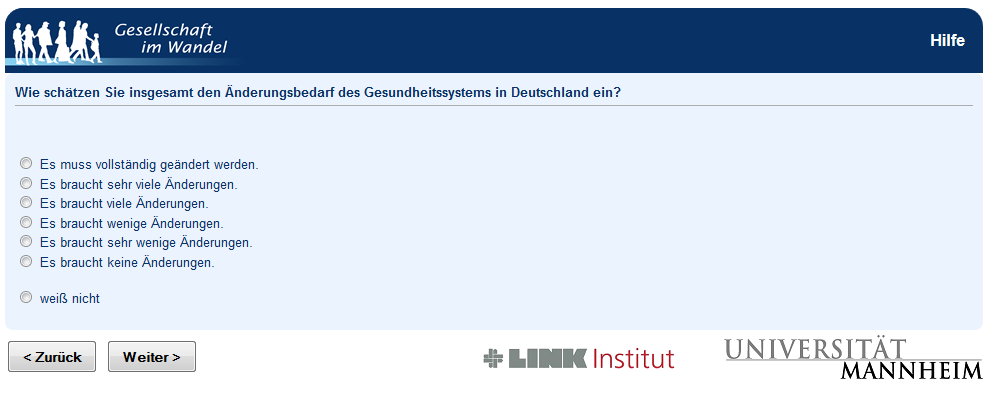 Gesellschaft
im Wandel
Hilfe
Wie schätzen Sie insgesamt den Änderungsbedarf des Gesundheitssystems in Deutschland ein?
Es muss vollständig geändert werden.
Es braucht sehr viele Änderungen.
Es braucht viele Änderungen.
Es braucht wenige Änderungen.
Es braucht sehr wenige Änderungen.
Es braucht keine Änderungen.
weiß nicht
< Zurück
Weiter >
LINK Institut
UNIVERSITÄT
MANNHEIM